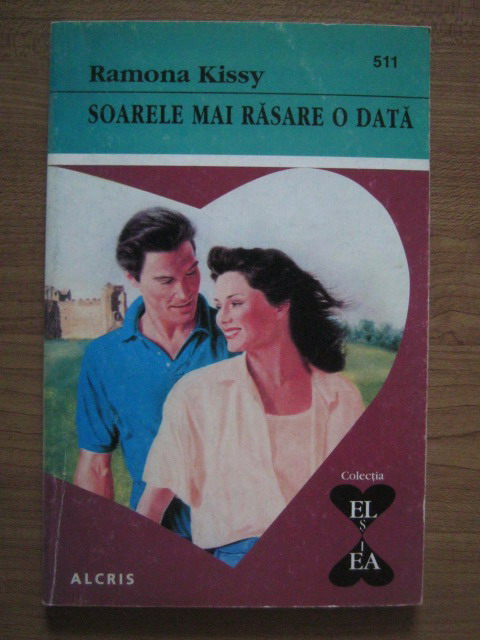 511
Ramona Kissy
SOARELE MAI RĂSARE O DATĂ
Colecția
EL
ȘI
EA
ALCRIS